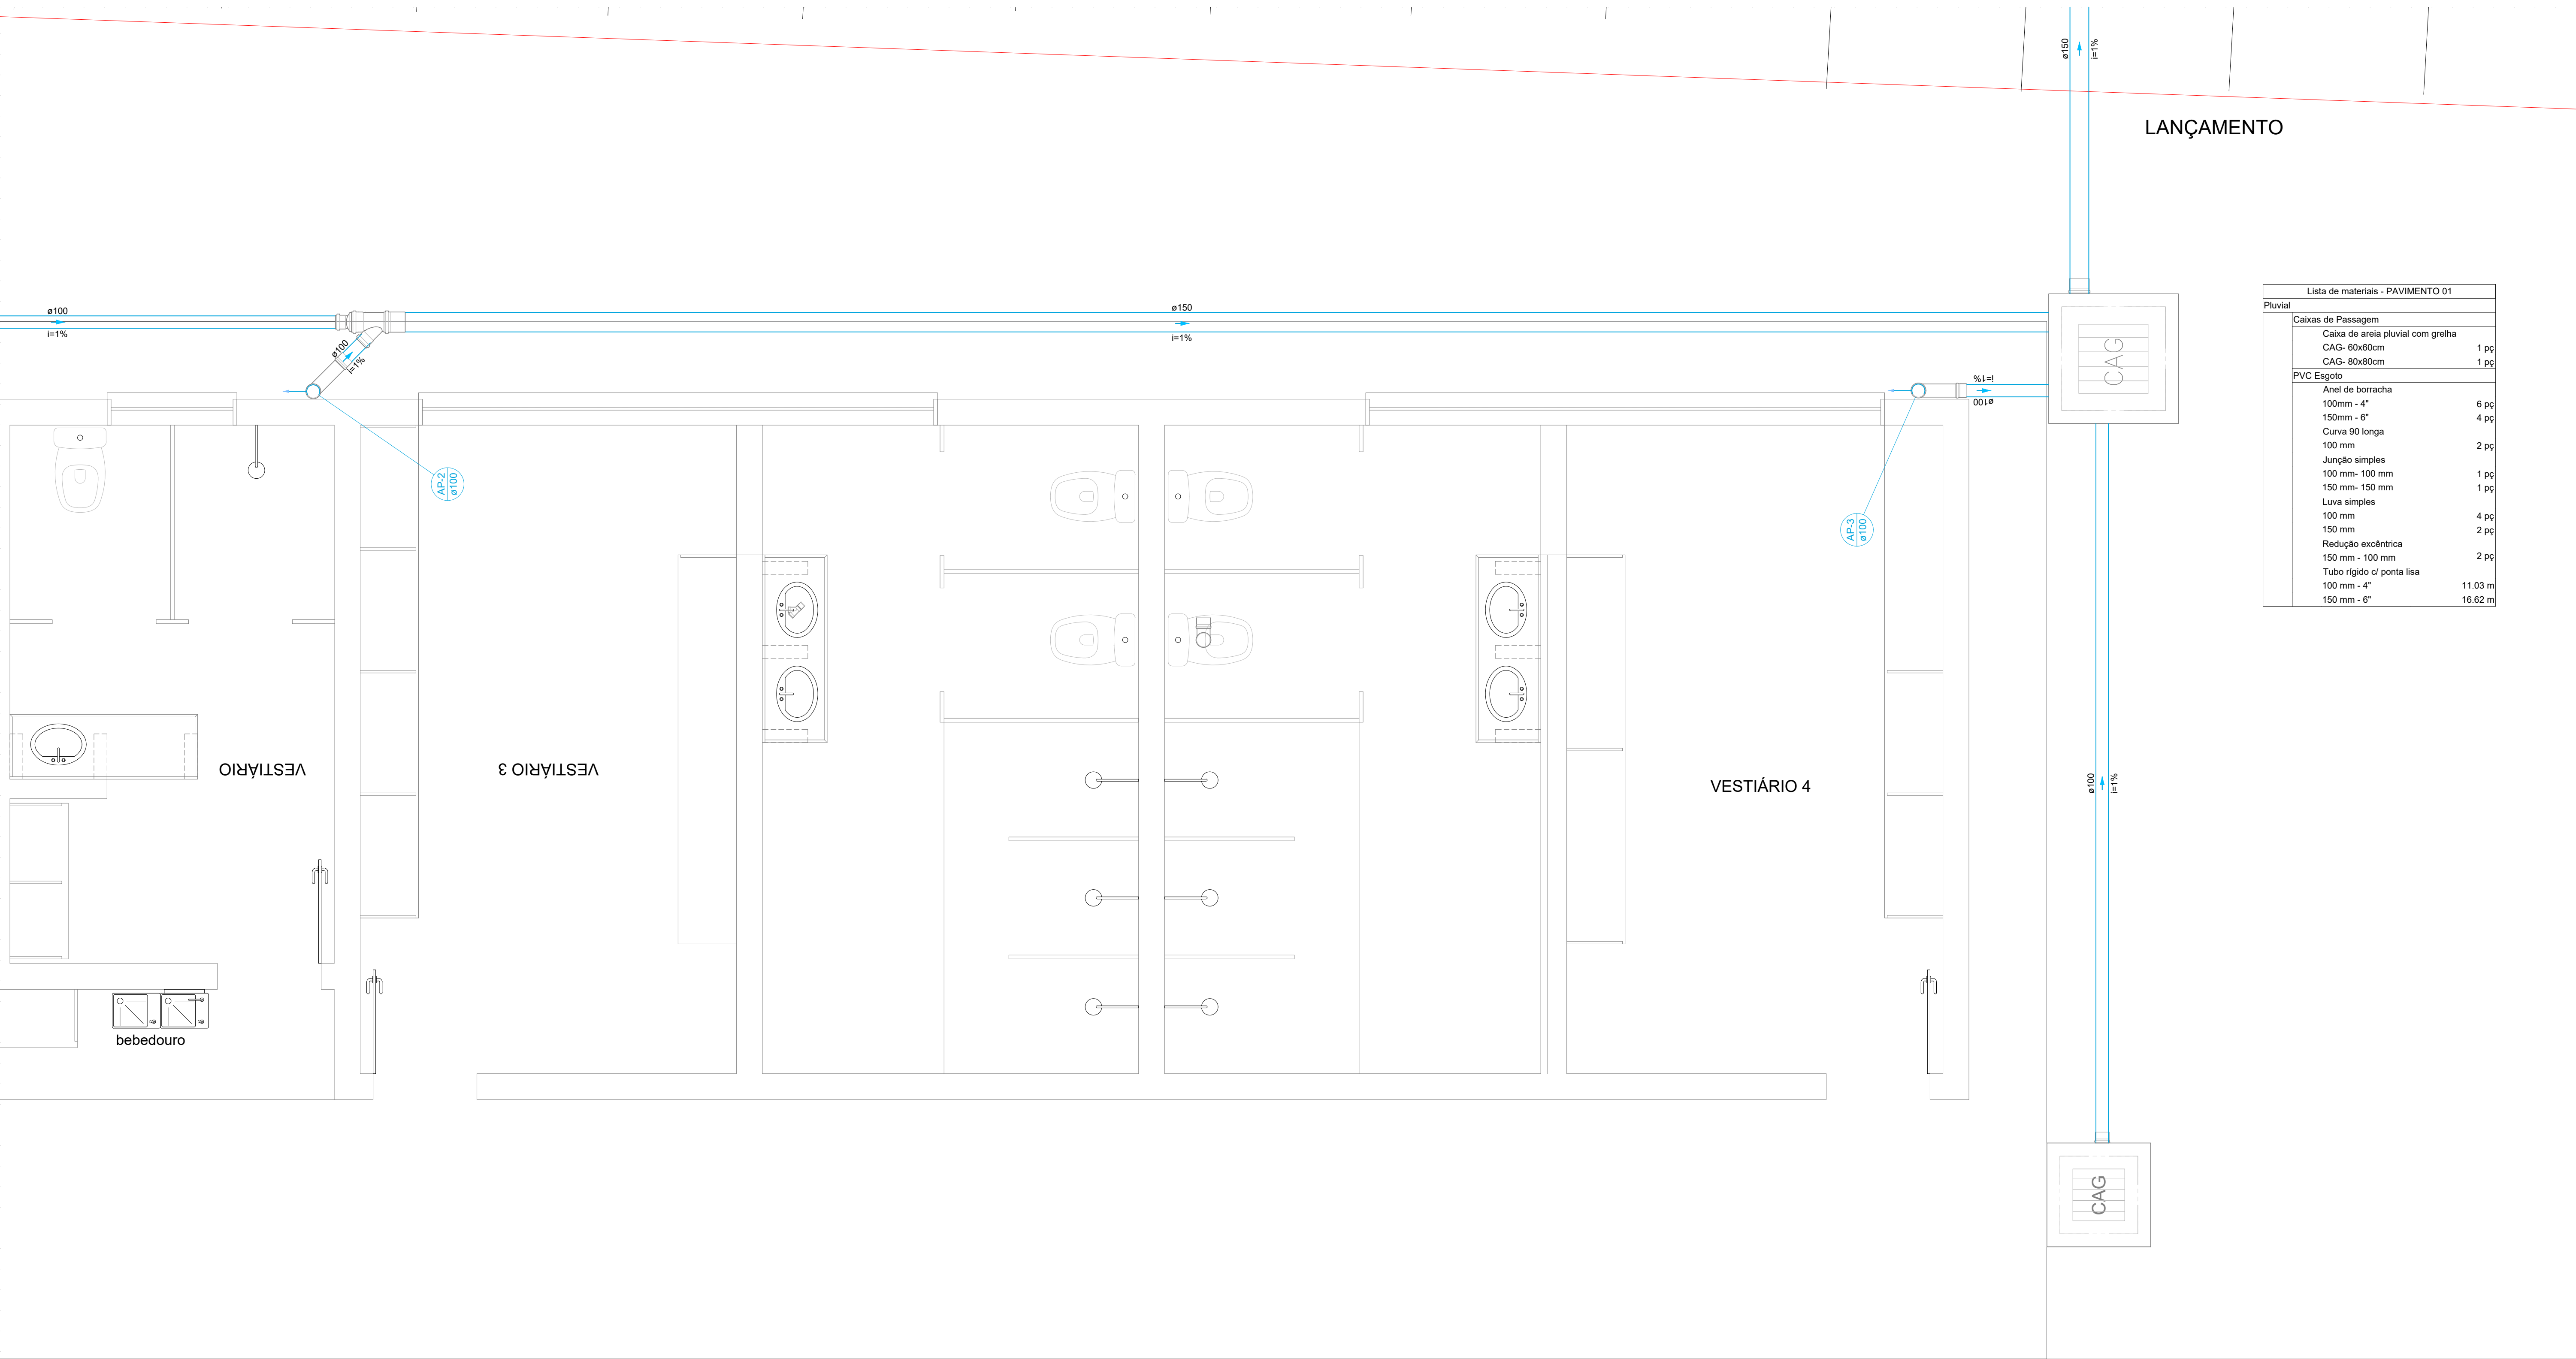 ø150
i=1%
LANÇAMENTO
ø100
i=1%
ø150
i=1%
ø100
i=1%
i=1%
ø100
CAG
AP-2
ø100
AP-3
ø100
Lista de materiais - PAVIMENTO 01
Pluvial
Caixas de Passagem
Caixa de areia pluvial com grelha
CAG- 60x60cm 1 pç
CAG- 80x80cm 1 pç
PVC Esgoto
Anel de borracha
100mm - 4" 6 pç
150mm - 6" 4 pç
Curva 90 longa
100 mm 2 pç
Junção simples
100 mm- 100 mm 1 pç
150 mm- 150 mm 1 pç
Luva simples
100 mm 4 pç
150 mm 2 pç
Redução excêntrica
150 mm - 100 mm 2 pç
Tubo rígido c/ ponta lisa
100 mm - 4" 11.03 m
150 mm - 6" 16.62 m
VESTIÁRIO
VESTIÁRIO 3
VESTIÁRIO 4
ø100
i=1%
bebedouro
CAG